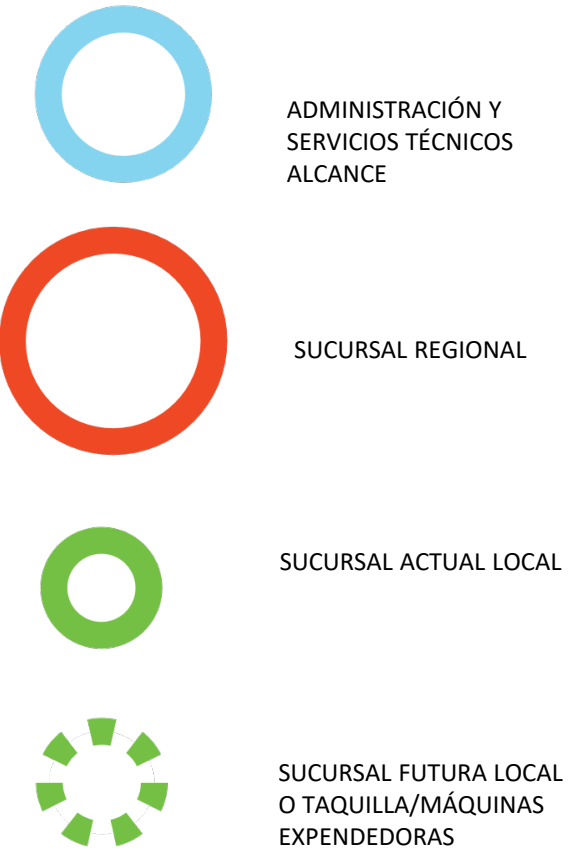 ADMINISTRACIÓN Y
SERVICIOS TÉCNICOS
ALCANCE
SUCURSAL REGIONAL
SUCURSAL ACTUAL LOCAL
SUCURSAL FUTURA LOCAL
O TAQUILLA/MÁQUINAS
EXPENDEDORAS